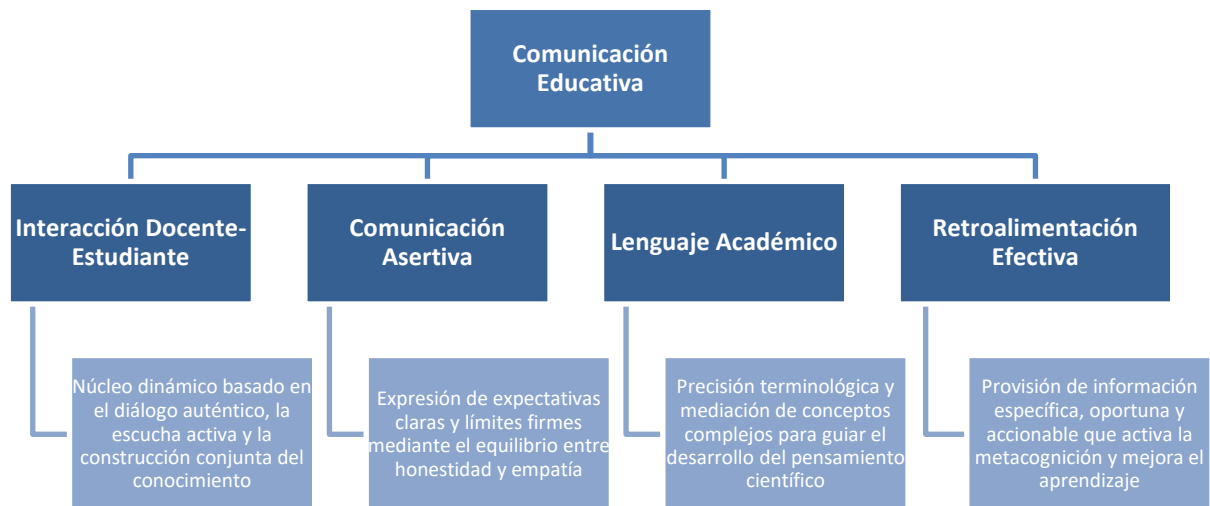 Comunicación
Educativa
Interacción Docente-
Estudiante
Comunicación
Asertiva
Lenguaje Académico
Retroalimentación
Efectiva
Núcleo dinámico basado en
el diálogo auténtico, la
escucha activa y la
construcción conjunta del
conocimiento
Expresión de expectativas
claras y límites firmes
mediante el equilibrio entre
honestidad y empatía
Precisión terminológica y
mediación de conceptos
complejos para guiar el
desarrollo del pensamiento
científico
Provisión de información
específica, oportuna y
accionable que activa la
metacognición y mejora el
aprendizaje